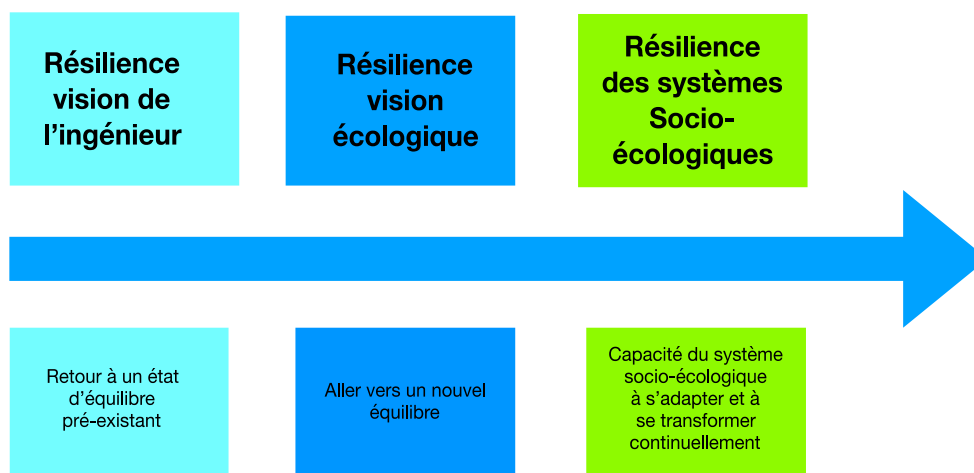 Résilience
vision de
l'ingénieur
Résilience
vision
écologique
Résilience
des systèmes
Socio-
écologiques
Retour à un état
d'équilibre
pré-existant
Aller vers un nouvel
équilibre
Capacité du système
socio-écologique
à s'adapter et à
se transformer
continuellement